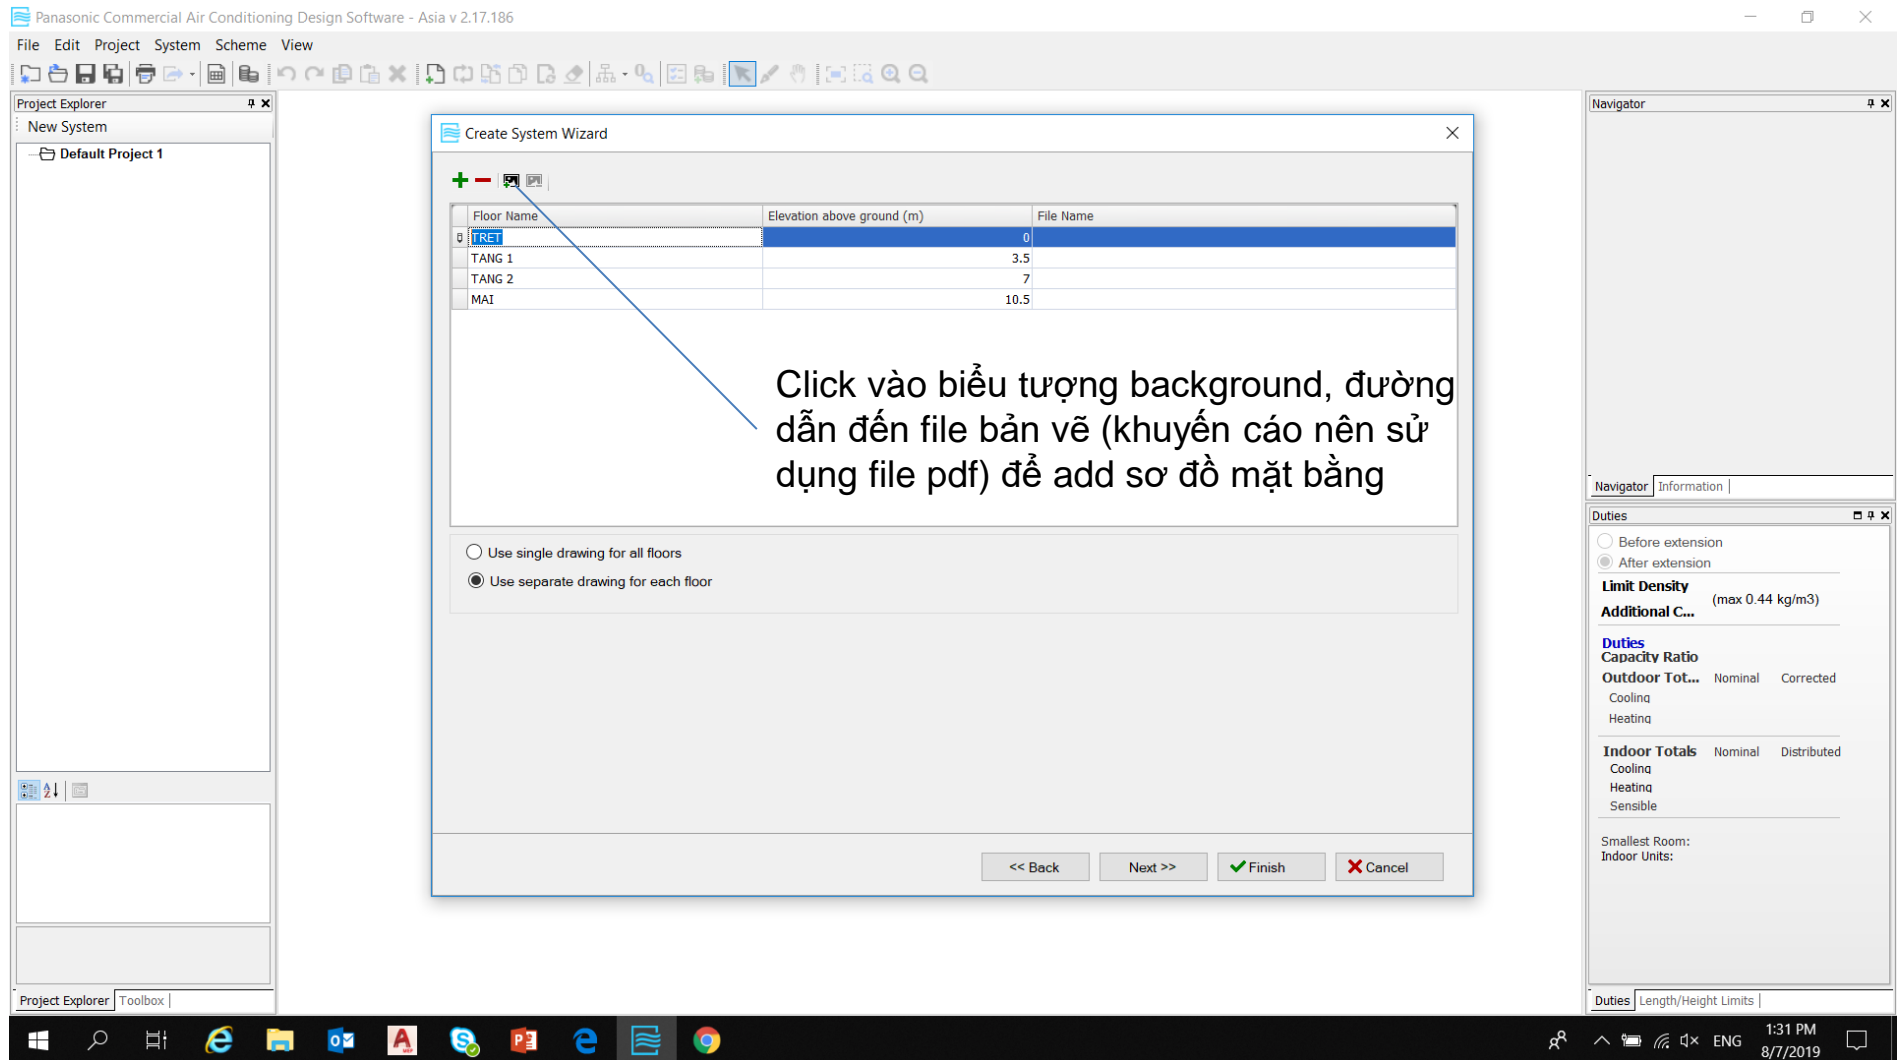 Panasonic Commercial Air Conditioning Design Software - Asia v 2.17.186
File Edit Project System Scheme View
Project Explorer
New System
Default Project 1
Create System Wizard
Floor Name Elevation above ground (m) File Name
TRET 0
TANG 1 3.5
TANG 2 7
MAI 10.5
Click vào biểu tượng background, đường
dẫn đến file bản vẽ (khuyến cáo nên sử
dụng file pdf) để add sơ đồ mặt bằng
Use single drawing for all floors
Use separate drawing for each floor
<< Back Next >> Finish Cancel
Project Explorer Toolbox
Navigator
Navigator Information
Duties
Before extension
After extension
Limit Density
(max 0.44 kg/m3)
Additional C...
Duties
Capacity Ratio
Outdoor Tot... Nominal Corrected
Cooling
Heating
Indoor Totals Nominal Distributed
Cooling
Heating
Sensible
Smallest Room:
Indoor Units:
Duties Length/Height Limits
ENG
1:31 PM
8/7/2019